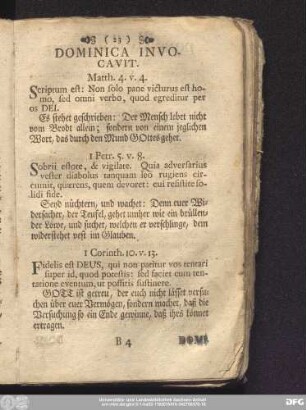 ( 23 )
DOMINICA INVO-
CAVIT.
Matth. 4. v. 4.
Scriptum est: Non solo pane victurus est ho-
mo, sed omni verbo, quod egreditur per
os DEI.
Es stehet geschrieben: Der Mensch lebet nicht
vom Brodt allein; sondern von einem jeglichen
Wort, das durch den Mund GOttes gehet.
1 Petr. 5. v. 8.
Sobrii estote, & vigilate. Quia adversarius
vester diabolus tanquam leo rugiens cir-
cumit, quærens, quem devoret: cui resistite so-
lidi fide.
Seyd nüchtern, und wachet: Denn euer Wi-
dersacher, der Teufel, gehet umher wie ein brüllen-
der Löwe, und suchet, welchen er verschlinge, dem
widerstehet vest im Glauben.
1 Corinth. 10. v. 13.
Fidelis est DEUS, qui non patitur vos tentari
super id, quod potestis: sed faciet cum ten-
tatione eventum, ut possitis sustinere.
GOTT ist getreu, der euch nicht lässet versu-
chen über euer Vermögen, sondern machet, daß die
Versuchung so ein Ende gewinne, daß ihrs könnet
ertragen.
B 4 DOMI-